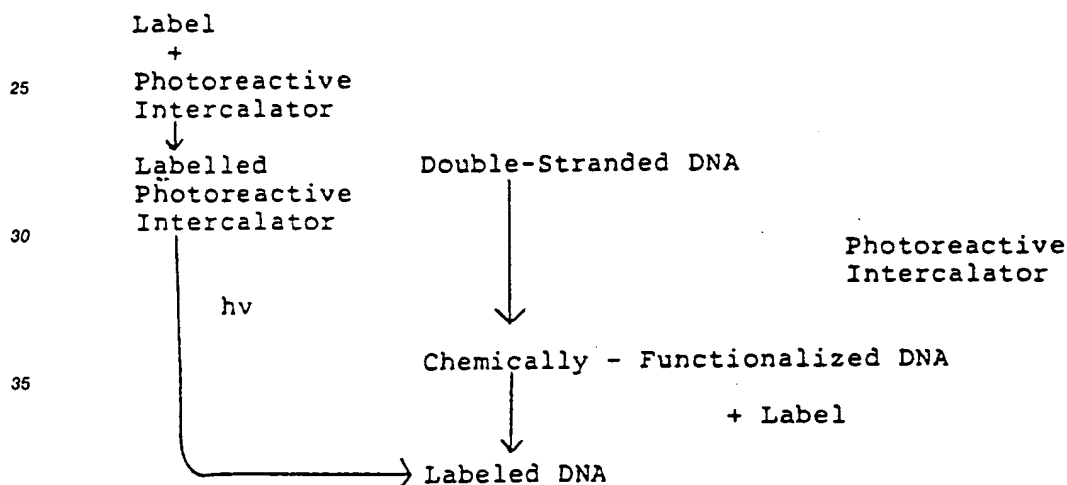 Label
+
25 Photoreactive
Intercalator
Labelled Double-Stranded DNA
Photoreactive
Intercalator
30
Photoreactive
Intercalator
hv
Chemically - Functionalized DNA
35
+ Label
Labeled DNA